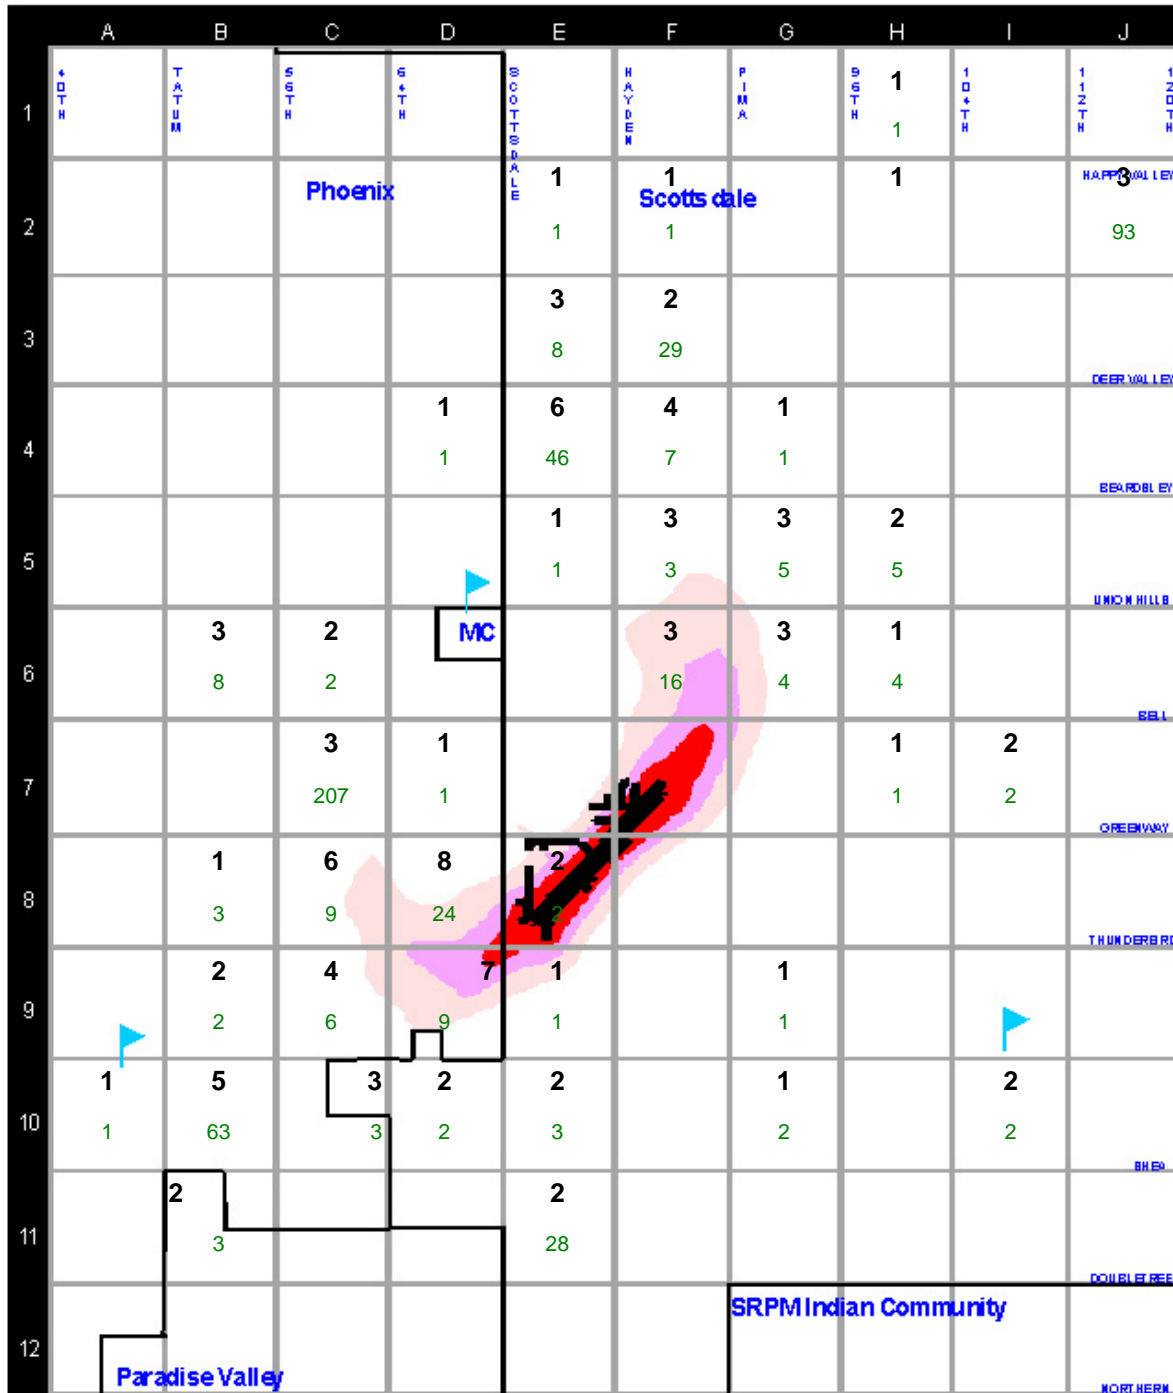 A B C D E F G H I J
40TH TATUM 56TH 64TH SCOTTSDALE HAYDEN PIMA 96TH 104TH 112TH 120TH
1 1
1
Phoenix 1 1 Scottsdale 1 HAPPY VALLEY 3
2 1 1 93
3 2
3 8 29
DEER VALLEY
1 6 4 1
4 1 46 7 1
BEARDSLEY
1 3 3 2
5 1 3 5 5
UNION HILLS
3 2 MC 3 3 1
6 8 2 16 4 4
BELL
3 1 1 2
7 207 1 1 2
GREENWAY
1 6 8 2
8 3 9 24 2
THUNDERBIRD
2 4 7 1 1
9 2 6 9 1 1
1 5 3 2 2 1 2
10 1 63 3 2 3 2 2
SHEA
2 2
11 3 28
DOUBLETREE
SRPM Indian Community
12
Paradise Valley
NORTHERN